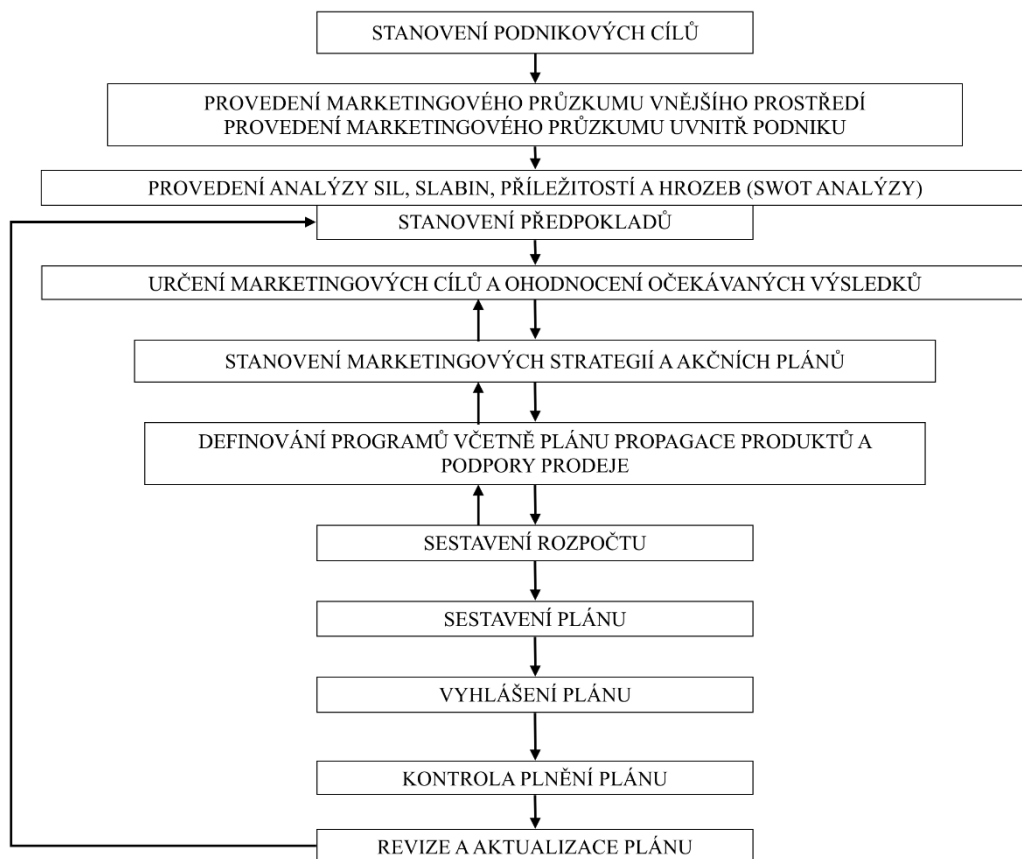 STANOVENÍ PODNIKOVÝCH CÍLŮ
PROVEDENÍ MARKETINGOVÉHO PRŮZKUMU VNĚJŠÍHO PROSTŘEDÍ
PROVEDENÍ MARKETINGOVÉHO PRŮZKUMU UVNITŘ PODNIKU
PROVEDENÍ ANALÝZY SIL, SLABIN, PŘÍLEŽITOSTÍ A HROZEB (SWOT ANALÝZY)
STANOVENÍ PŘEDPOKLADŮ
URČENÍ MARKETINGOVÝCH CÍLŮ A OHODNOCENÍ OČEKÁVANÝCH VÝSLEDKŮ
STANOVENÍ MARKETINGOVÝCH STRATEGIÍ A AKČNÍCH PLÁNŮ
DEFINOVÁNÍ PROGRAMŮ VČETNĚ PLÁNU PROPAGACE PRODUKTŮ A
PODPORY PRODEJE
SESTAVENÍ ROZPOČTU
SESTAVENÍ PLÁNU
VYHLÁŠENÍ PLÁNU
KONTROLA PLNĚNÍ PLÁNU
REVIZE A AKTUALIZACE PLÁNU